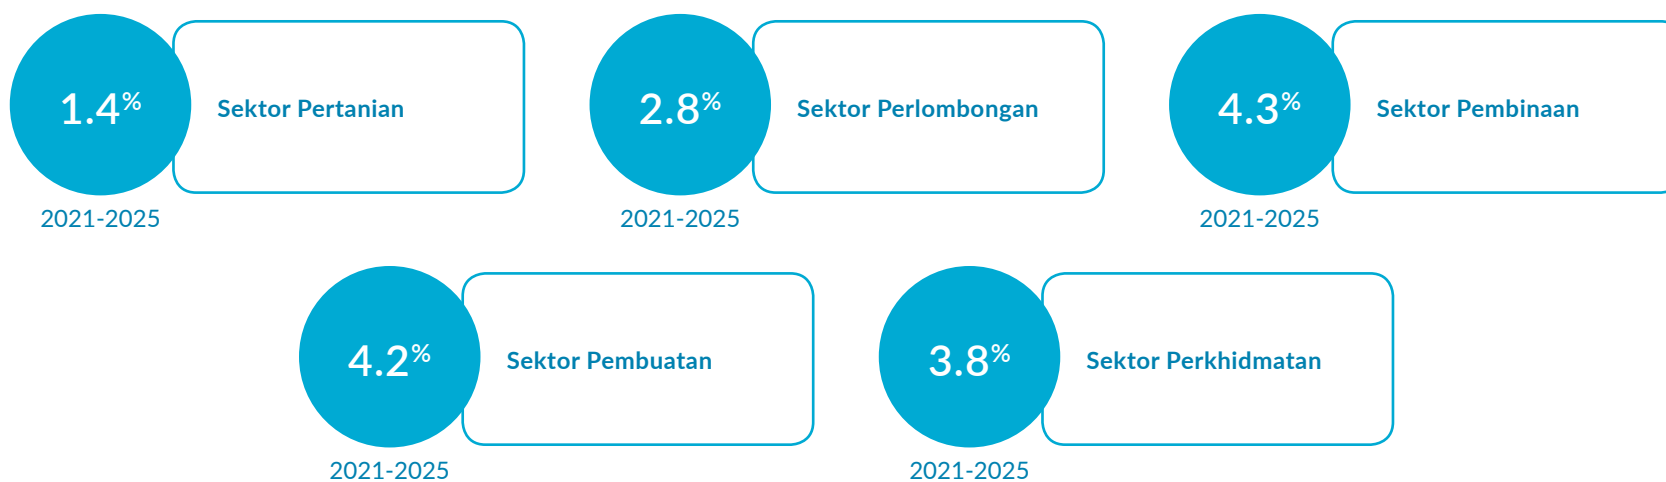 1.4%
Sektor Pertanian
2021-2025
2.8%
Sektor Perlombongan
2021-2025
4.3%
Sektor Pembinaan
2021-2025
4.2%
Sektor Pembuatan
2021-2025
3.8%
Sektor Perkhidmatan
2021-2025